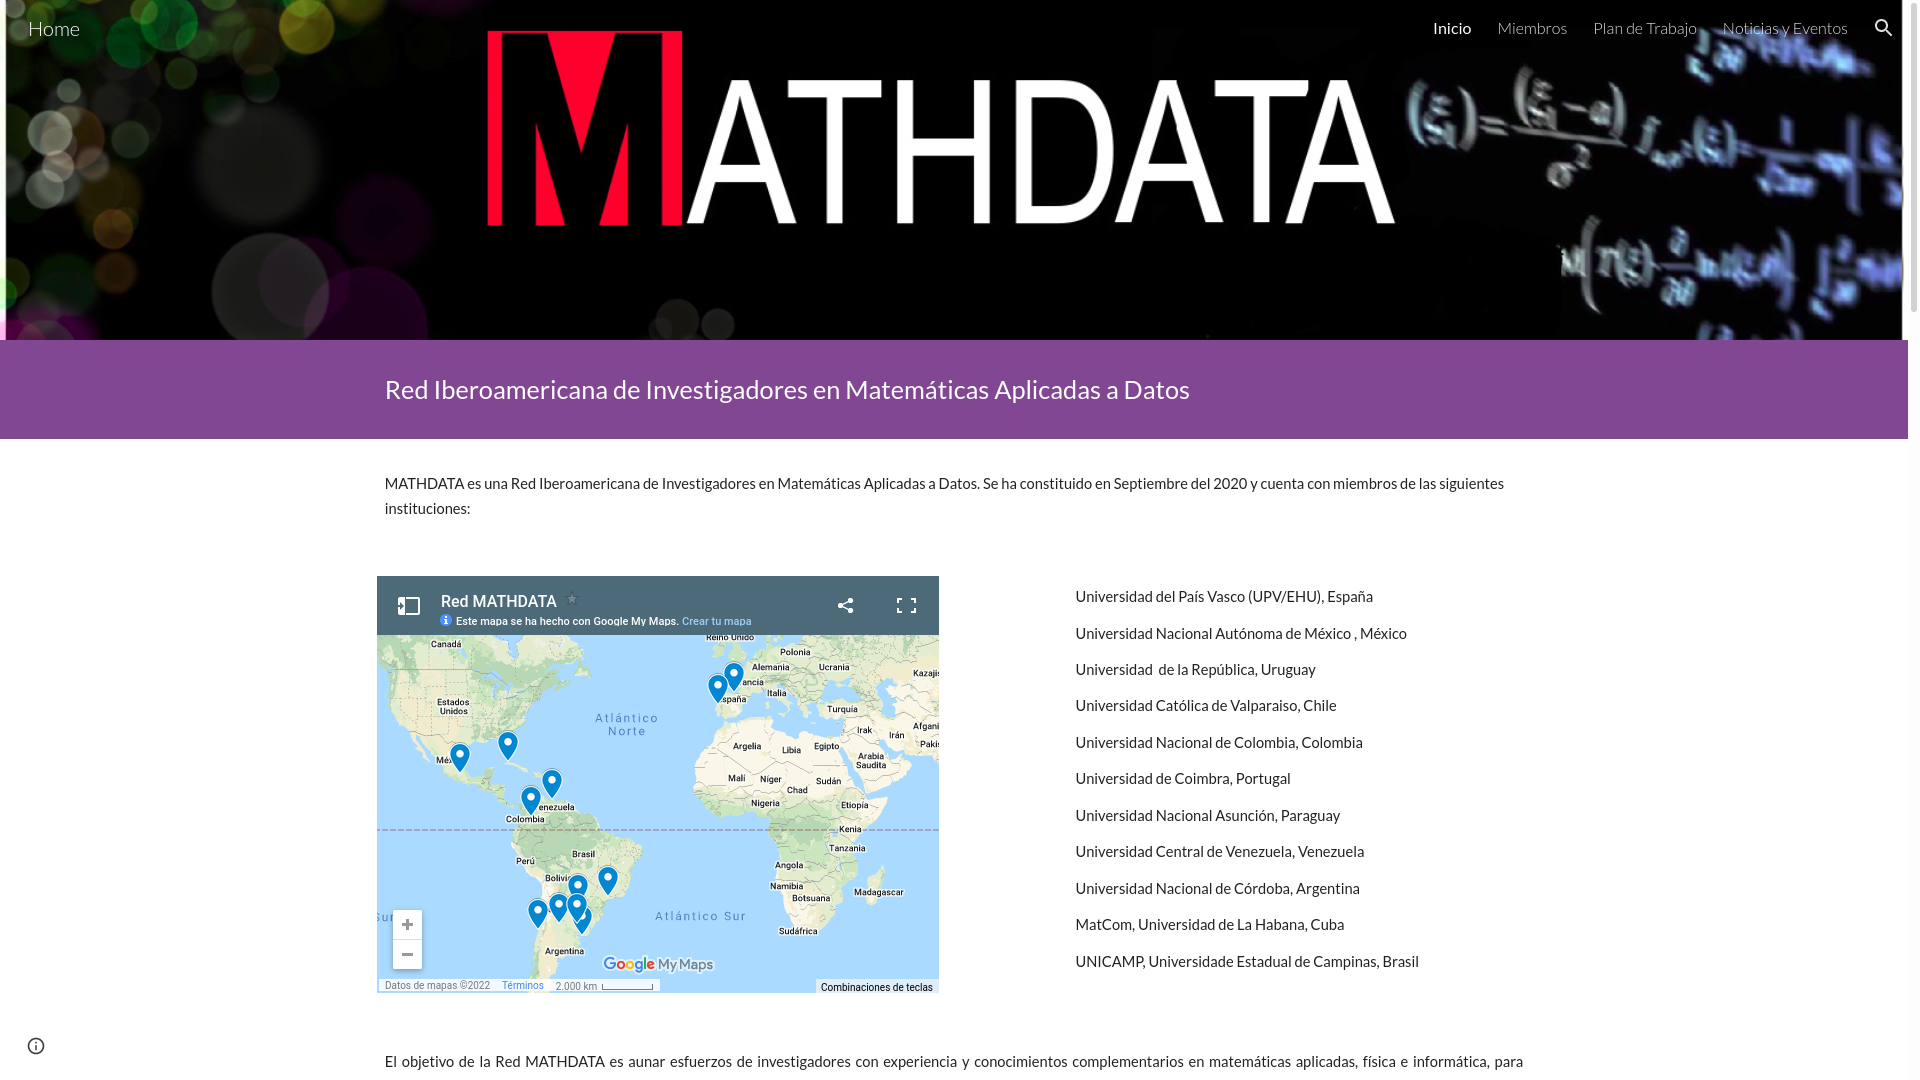 Home
Inicio
Miembros
Plan de Trabajo
Noticias y Eventos
MATHDATA
Red Iberoamericana de Investigadores en Matemáticas Aplicadas a Datos
MATHDATA es una Red Iberoamericana de Investigadores en Matemáticas Aplicadas a Datos. Se ha constituido en Septiembre del 2020 y cuenta con miembros de las siguientes
instituciones:
Red MATHDATA
Este mapa se ha hecho con Google My Maps. Crear tu mapa
Reino Unido
Canadá
Polonia
Alemania
Ucrania
Italia
Estados
Unidos
Turquía
Atlántico
Norte
Irak
Irán
Argelia
Libia
Egipto
Arabia
Saudita
Malí
Níger
Sudán
Chad
Nigeria
Etiopía
Colombia
Kenia
Tanzania
Brasil
Perú
Angola
Namibia
Botsuana
Madagascar
Atlántico Sur
Sudáfrica
Argentina
Google My Maps
Datos de mapas ©2022
Términos
2.000 km
Combinaciones de teclas
Universidad del País Vasco (UPV/EHU), España
Universidad Nacional Autónoma de México , México
Universidad  de la República, Uruguay
Universidad Católica de Valparaiso, Chile
Universidad Nacional de Colombia, Colombia
Universidad de Coimbra, Portugal
Universidad Nacional Asunción, Paraguay
Universidad Central de Venezuela, Venezuela
Universidad Nacional de Córdoba, Argentina
MatCom, Universidad de La Habana, Cuba
UNICAMP, Universidade Estadual de Campinas, Brasil
El objetivo de la Red MATHDATA es aunar esfuerzos de investigadores con experiencia y conocimientos complementarios en matemáticas aplicadas, física e informática, para